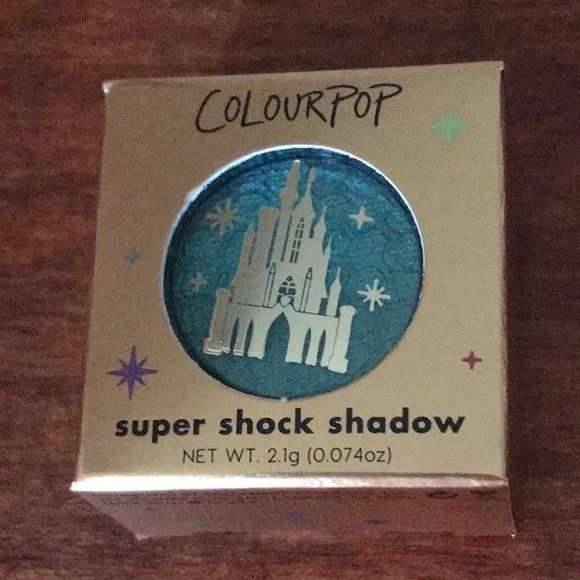 COLOURPOP
super shock shadow
NET WT. 2.1g (0.074oz)